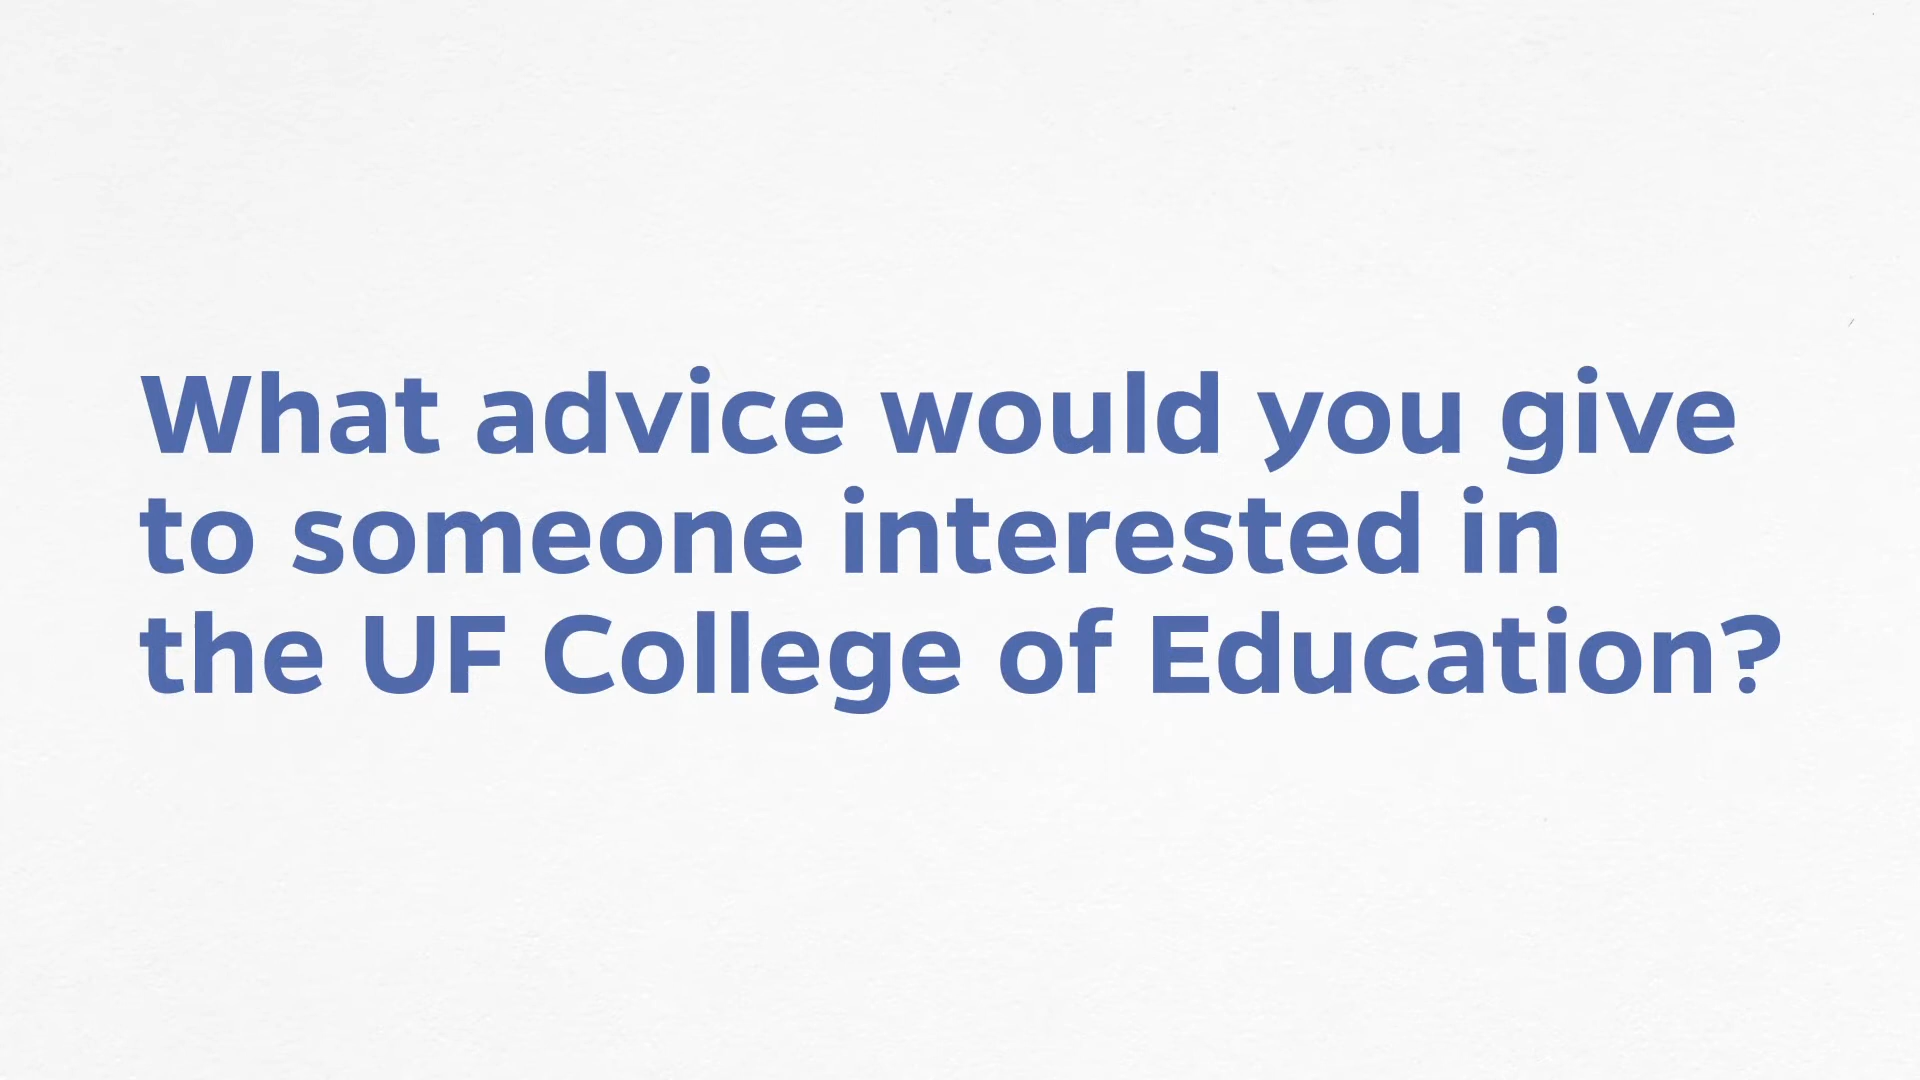 What advice would you give
to someone interested in
the UF College of Education?